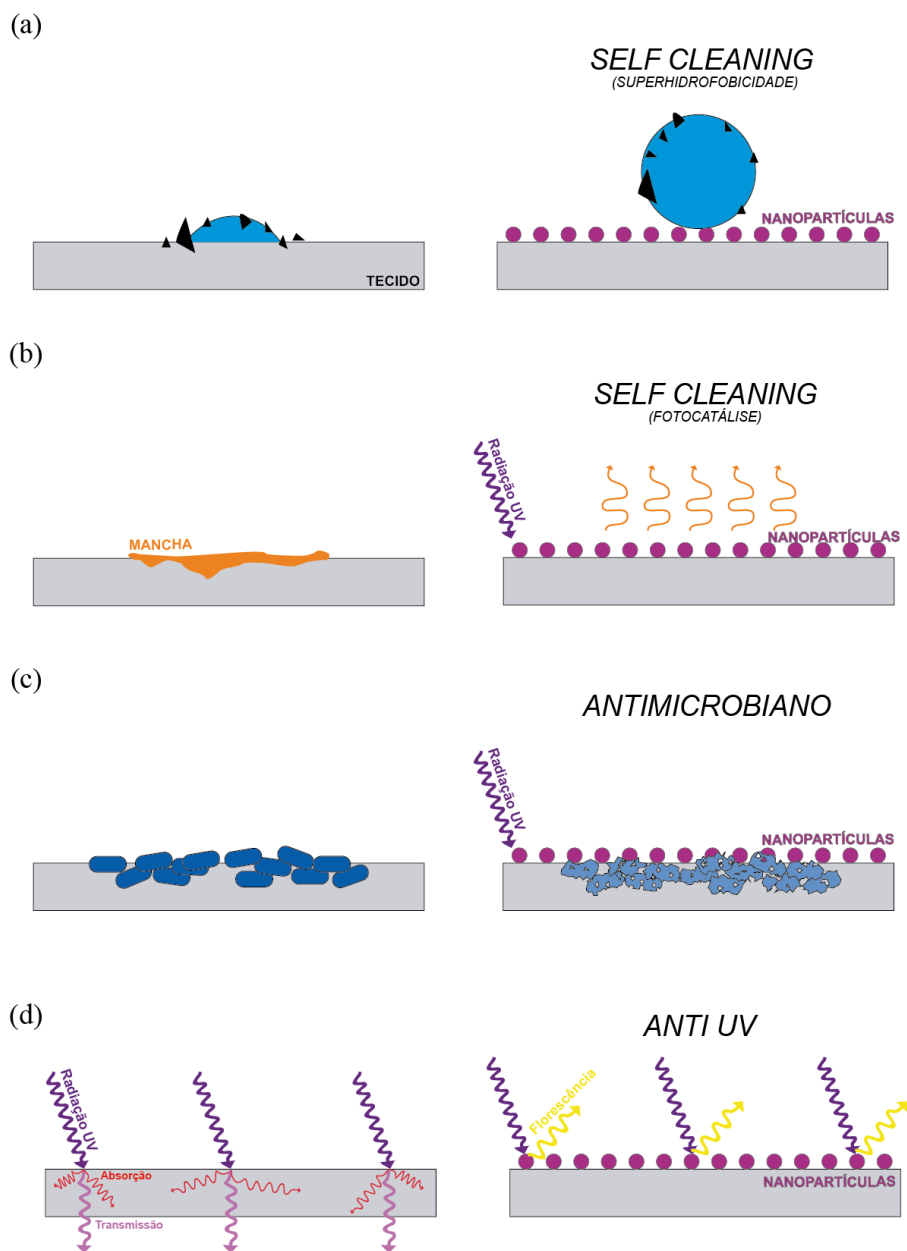 (a)
SELF CLEANING
(SUPERHIDROFOBICIDADE)
NANOPARTÍCULAS
TECIDO
(b)
SELF CLEANING
(FOTOCATÁLISE)
Radiação UV
MANCHA
NANOPARTÍCULAS
(c)
ANTIMICROBIANO
Radiação UV
NANOPARTÍCULAS
(d)
ANTI UV
Radiação UV
Florescência
Absorção
NANOPARTÍCULAS
Transmissão